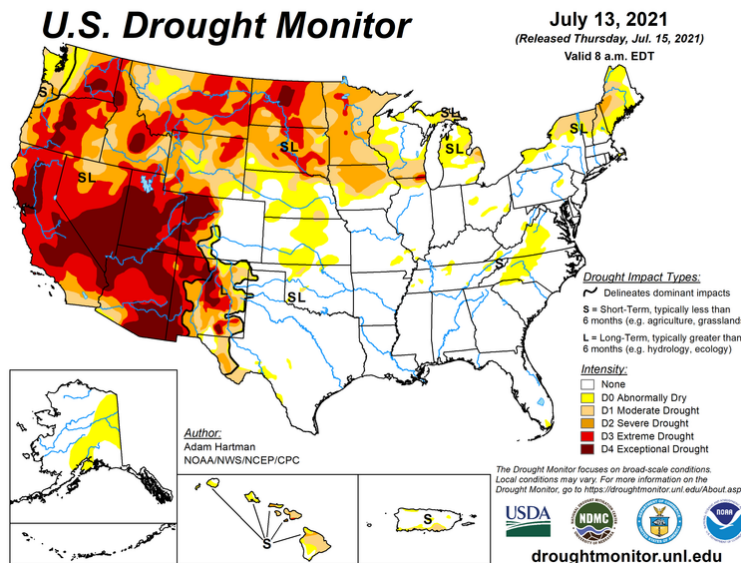 U.S. Drought Monitor
July 13, 2021
(Released Thursday, Jul. 15, 2021)
Valid 8 a.m. EDT
S
SL
SL
SL
SL
SL
S
SL
Drought Impact Types:
Delineates dominant impacts
S = Short-Term, typically less than
6 months (e.g. agriculture, grasslands
L = Long-Term, typically greater than
6 months (e.g. hydrology, ecology)
Intensity:
None
D0 Abnormally Dry
D1 Moderate Drought
D2 Severe Drought
D3 Extreme Drought
D4 Exceptional Drought
Author:
Adam Hartman
NOAA/NWS/NCEP/CPC
S
S
The Drought Monitor focuses on broad-scale conditions.
Local conditions may vary. For more information on the
Drought Monitor, go to https://droughtmonitor.unl.edu/About.asp
USDA
NDMC
NOAA
droughtmonitor.unl.edu